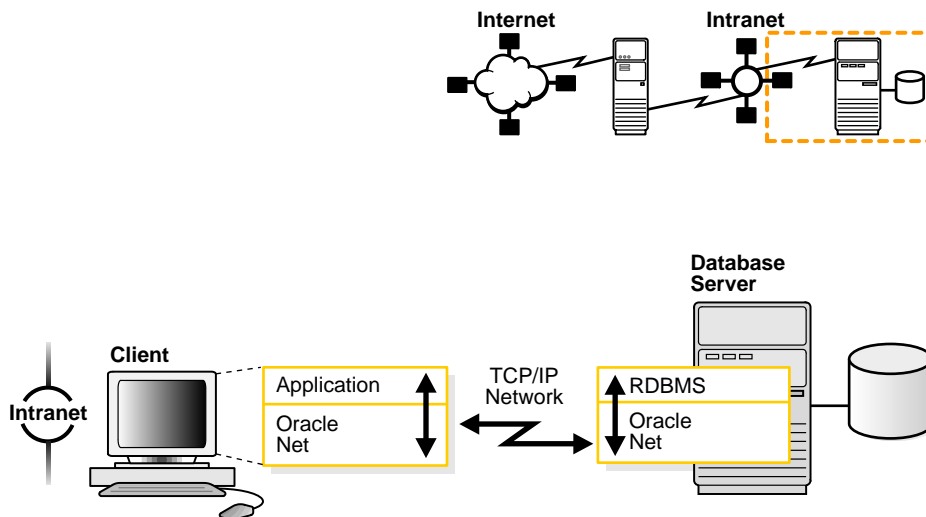 Internet
Intranet
Database
Server
Client
Intranet
Application
Oracle
Net
TCP/IP
Network
RDBMS
Oracle
Net